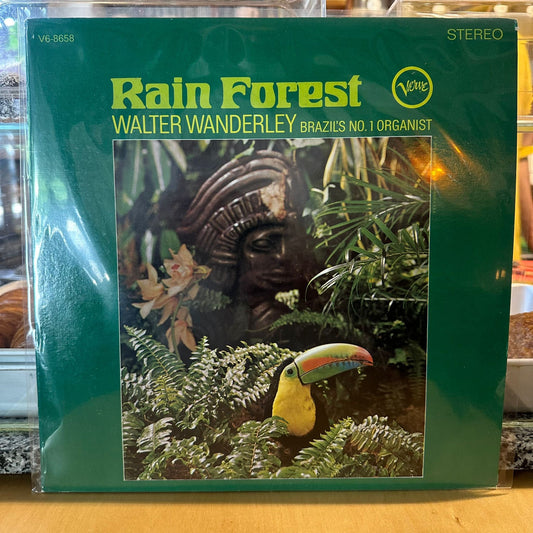 V6-8658
STEREO
Rain Forest
Verve
WALTER WANDERLEY BRAZIL'S NO. 1 ORGANIST